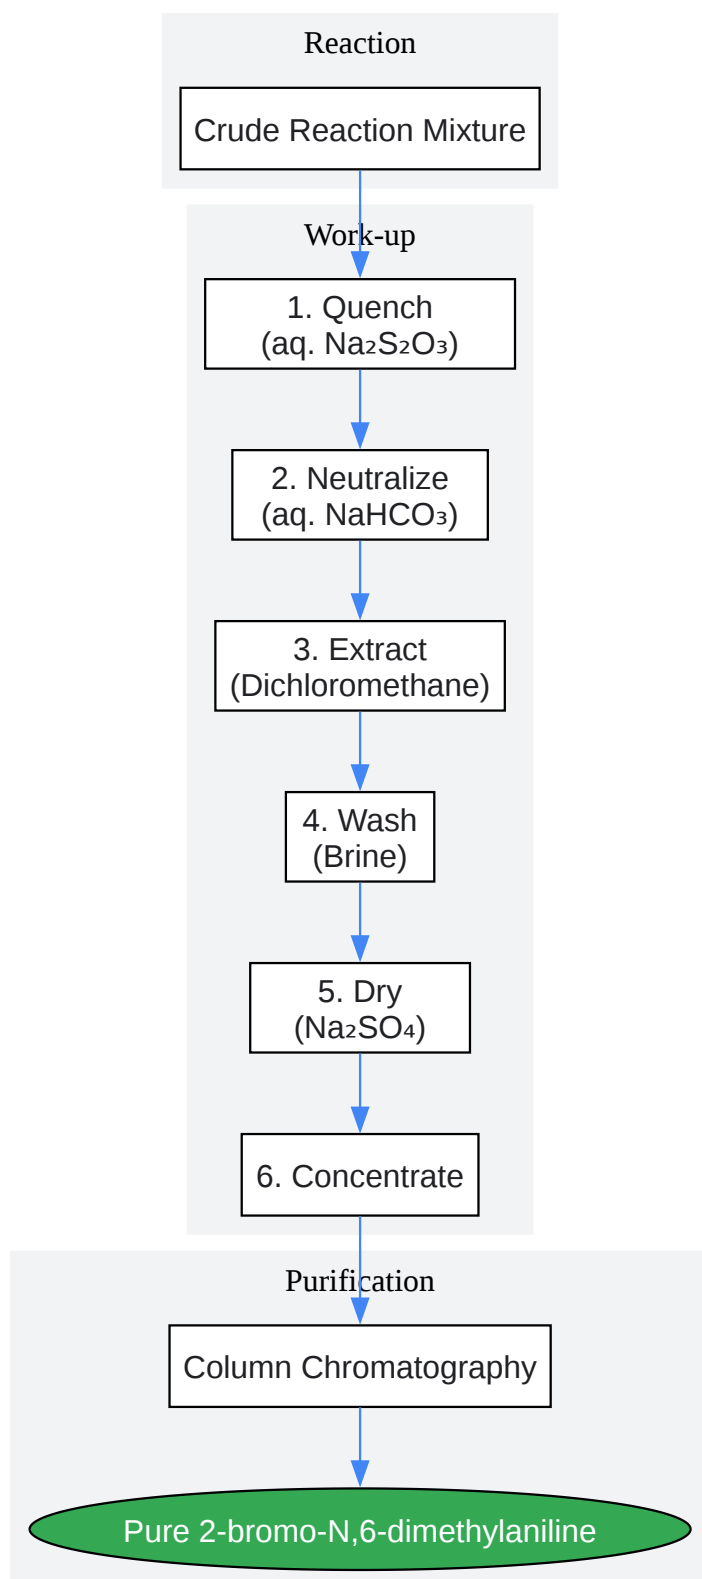 Reaction
Crude Reaction Mixture
Work-up
1. Quench
(aq. Na₂S₂O₃)
2. Neutralize
(aq. NaHCO₃)
3. Extract
(Dichloromethane)
4. Wash
(Brine)
5. Dry
(Na₂SO₄)
6. Concentrate
Purification
Column Chromatography
Pure 2-bromo-N,6-dimethylaniline